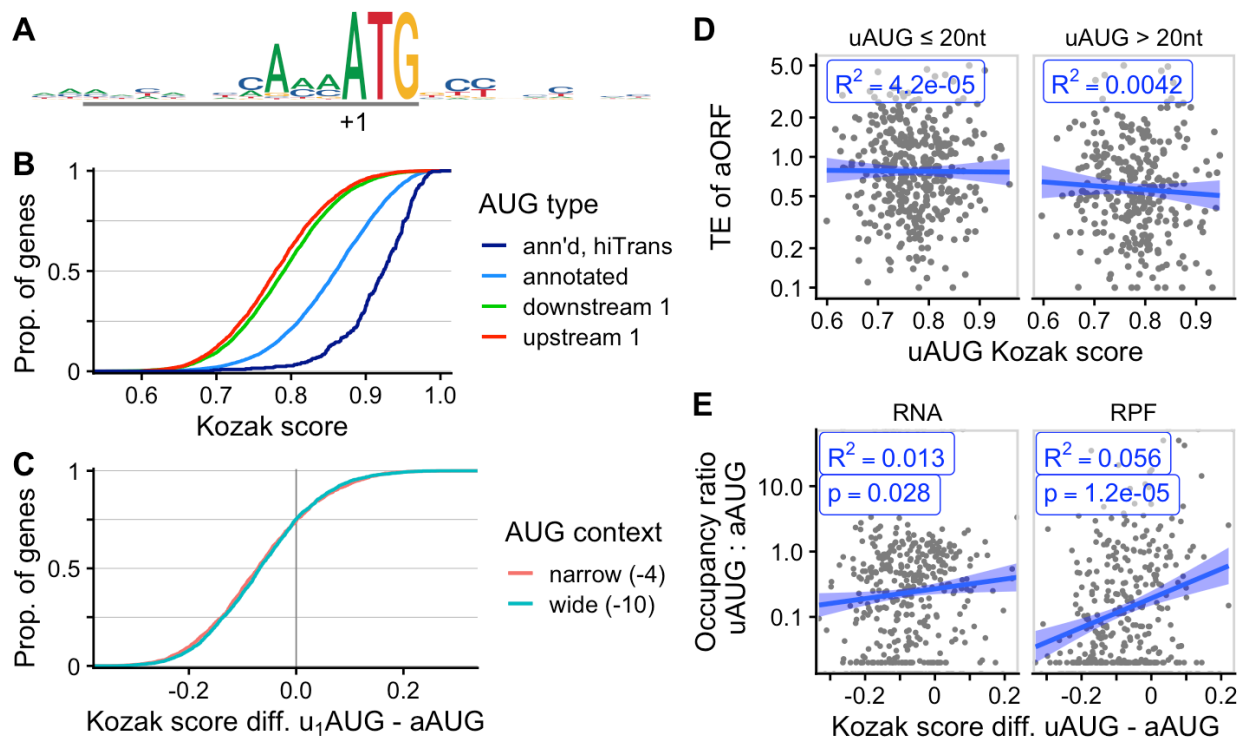 A
ATG
+1
B
Prop. of genes
1
0.5
0
0.6 0.7 0.8 0.9 1.0
Kozak score
AUG type
ann'd, hiTrans
annotated
downstream 1
upstream 1
C
Prop. of genes
1
0.5
0
-0.2 0.0 0.2
Kozak score diff. u₁AUG - aAUG
AUG context
narrow (-4)
wide (-10)
D
uAUG ≤ 20nt uAUG > 20nt
R² = 4.2e-05 R² = 0.0042
TE of aORF
5.0
2.0
1.0
0.5
0.2
0.1
0.6 0.7 0.8 0.9 0.6 0.7 0.8 0.9
uAUG Kozak score
E
RNA RPF
R² = 0.013 R² = 0.056
p = 0.028 p = 1.2e-05
Occupancy ratio
uAUG : aAUG
10.0
1.0
0.1
-0.2 0 0.2 -0.2 0 0.2
Kozak score diff. uAUG - aAUG